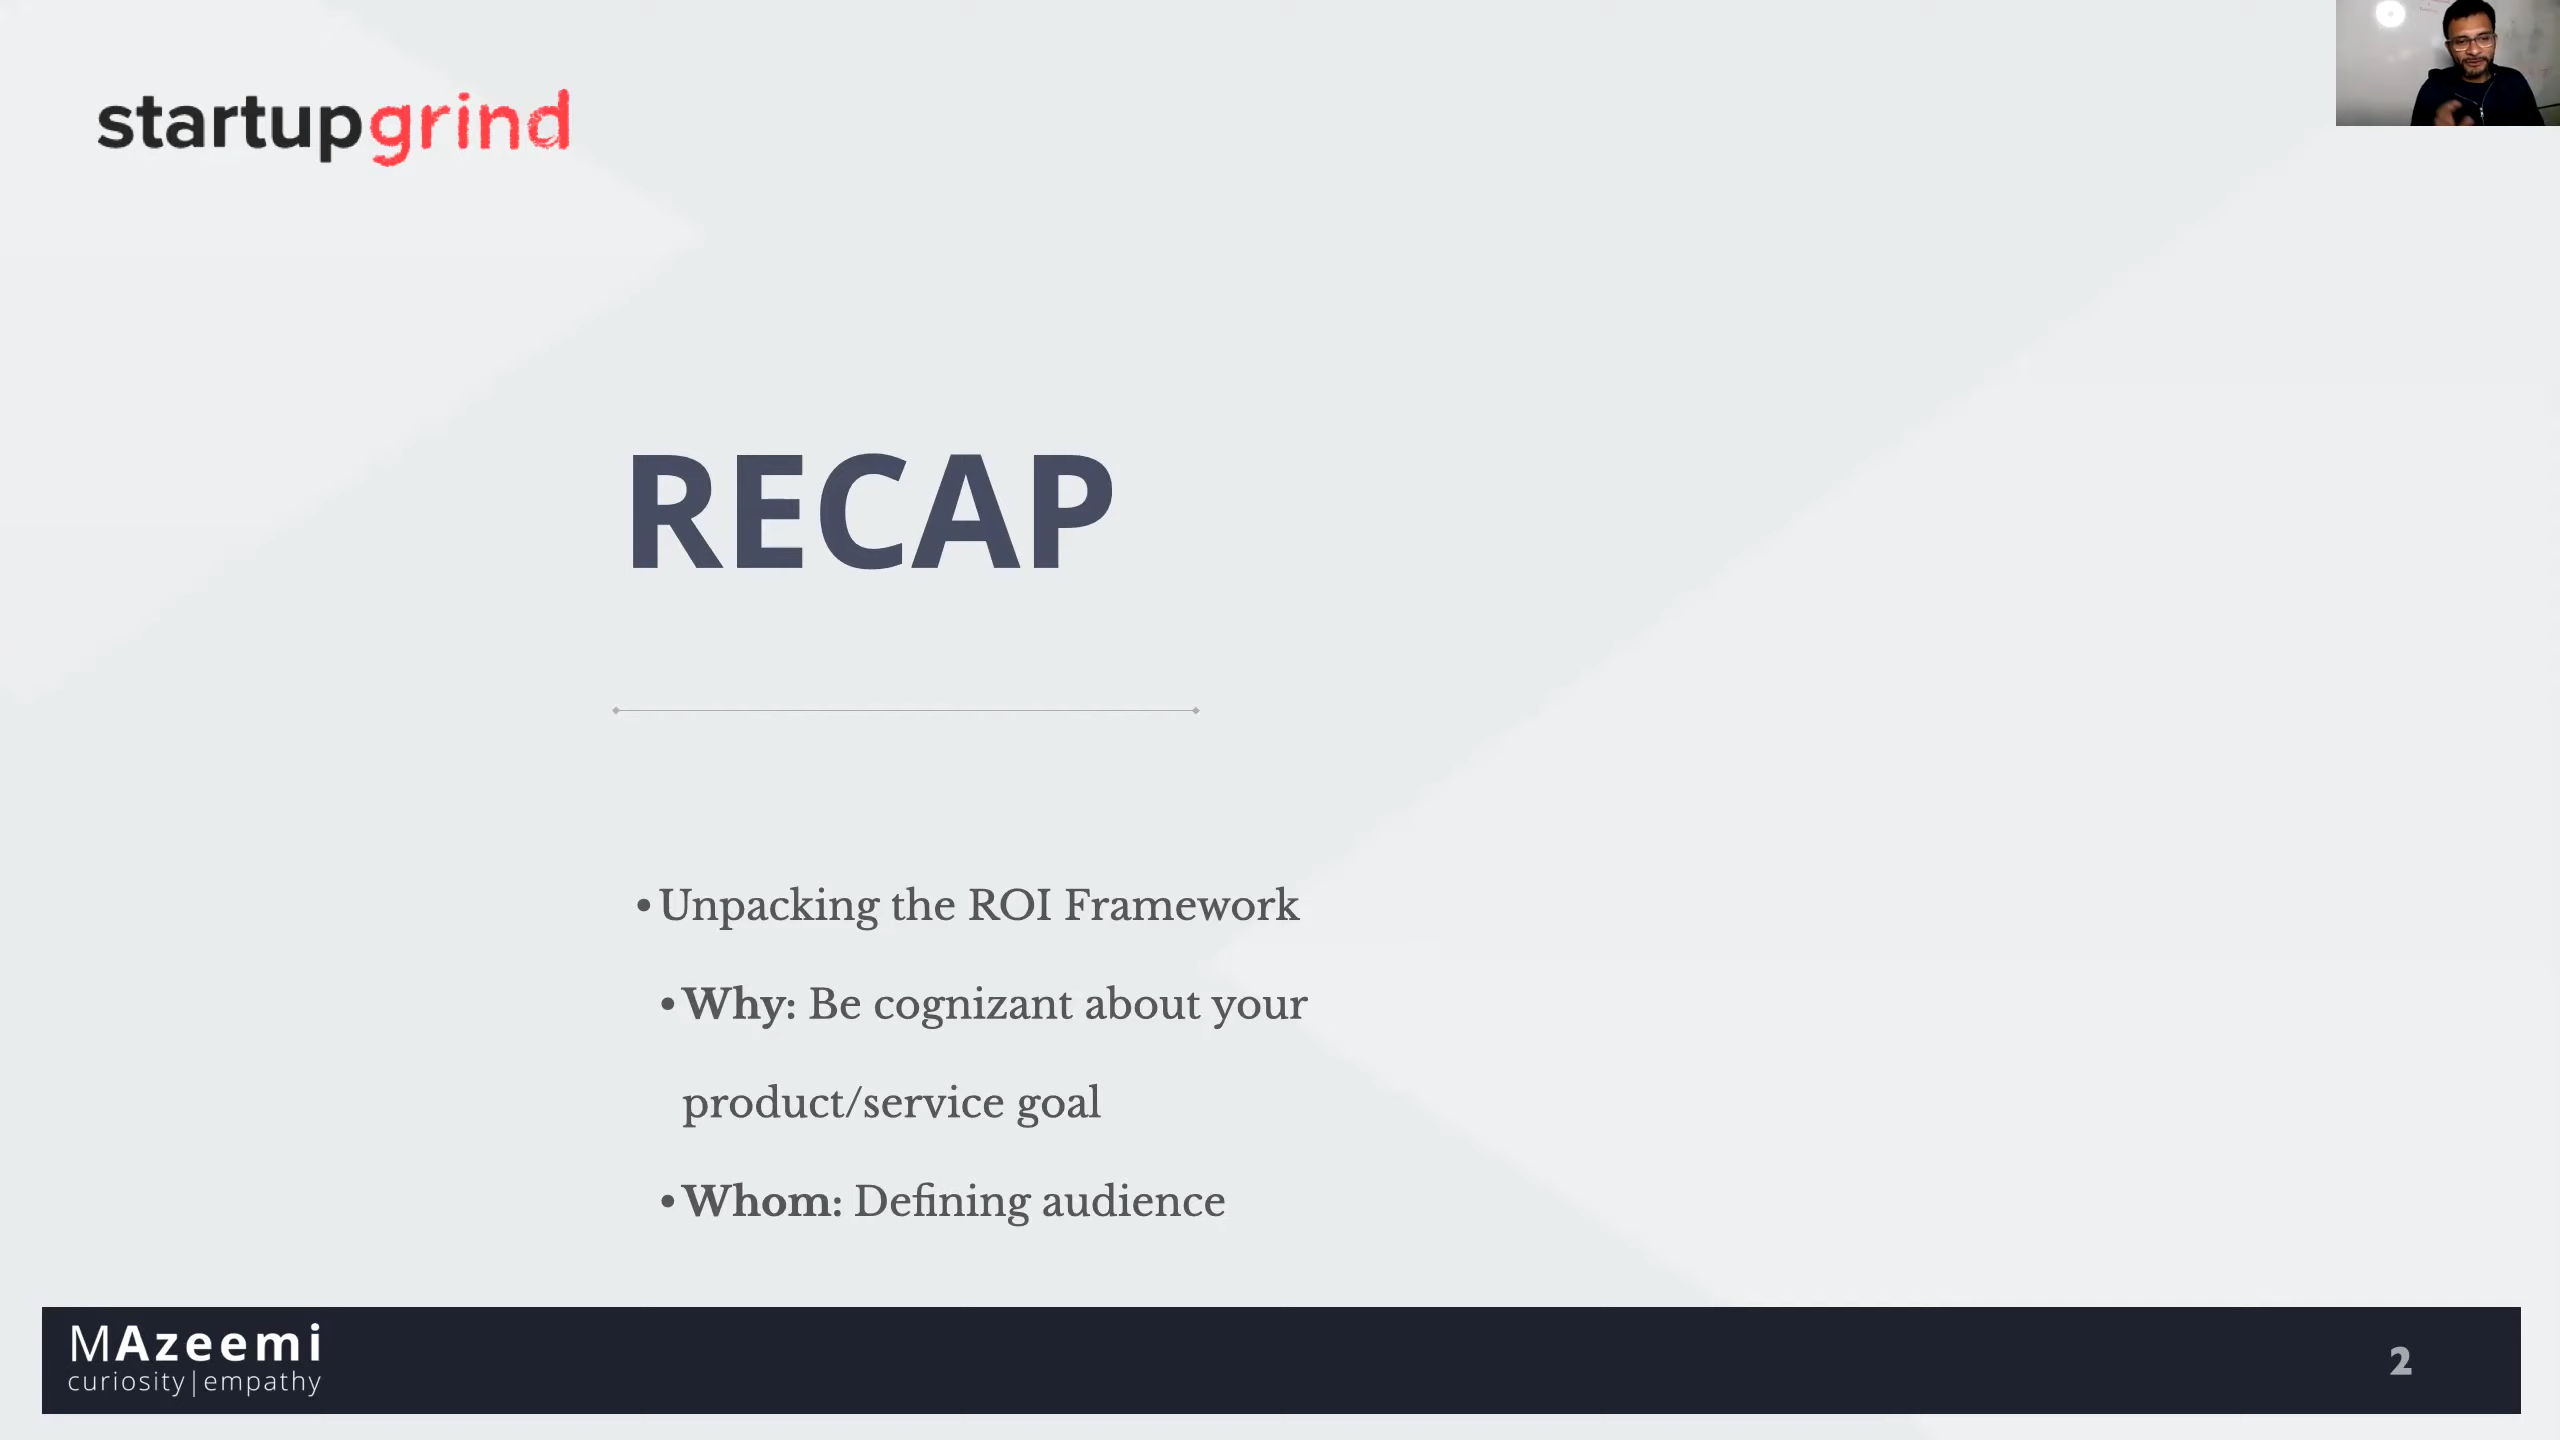 startupgrind
RECAP
• Unpacking the ROI Framework
• Why: Be cognizant about your
product/service goal
• Whom: Defining audience
MAzeemi
curiosity|empathy
2